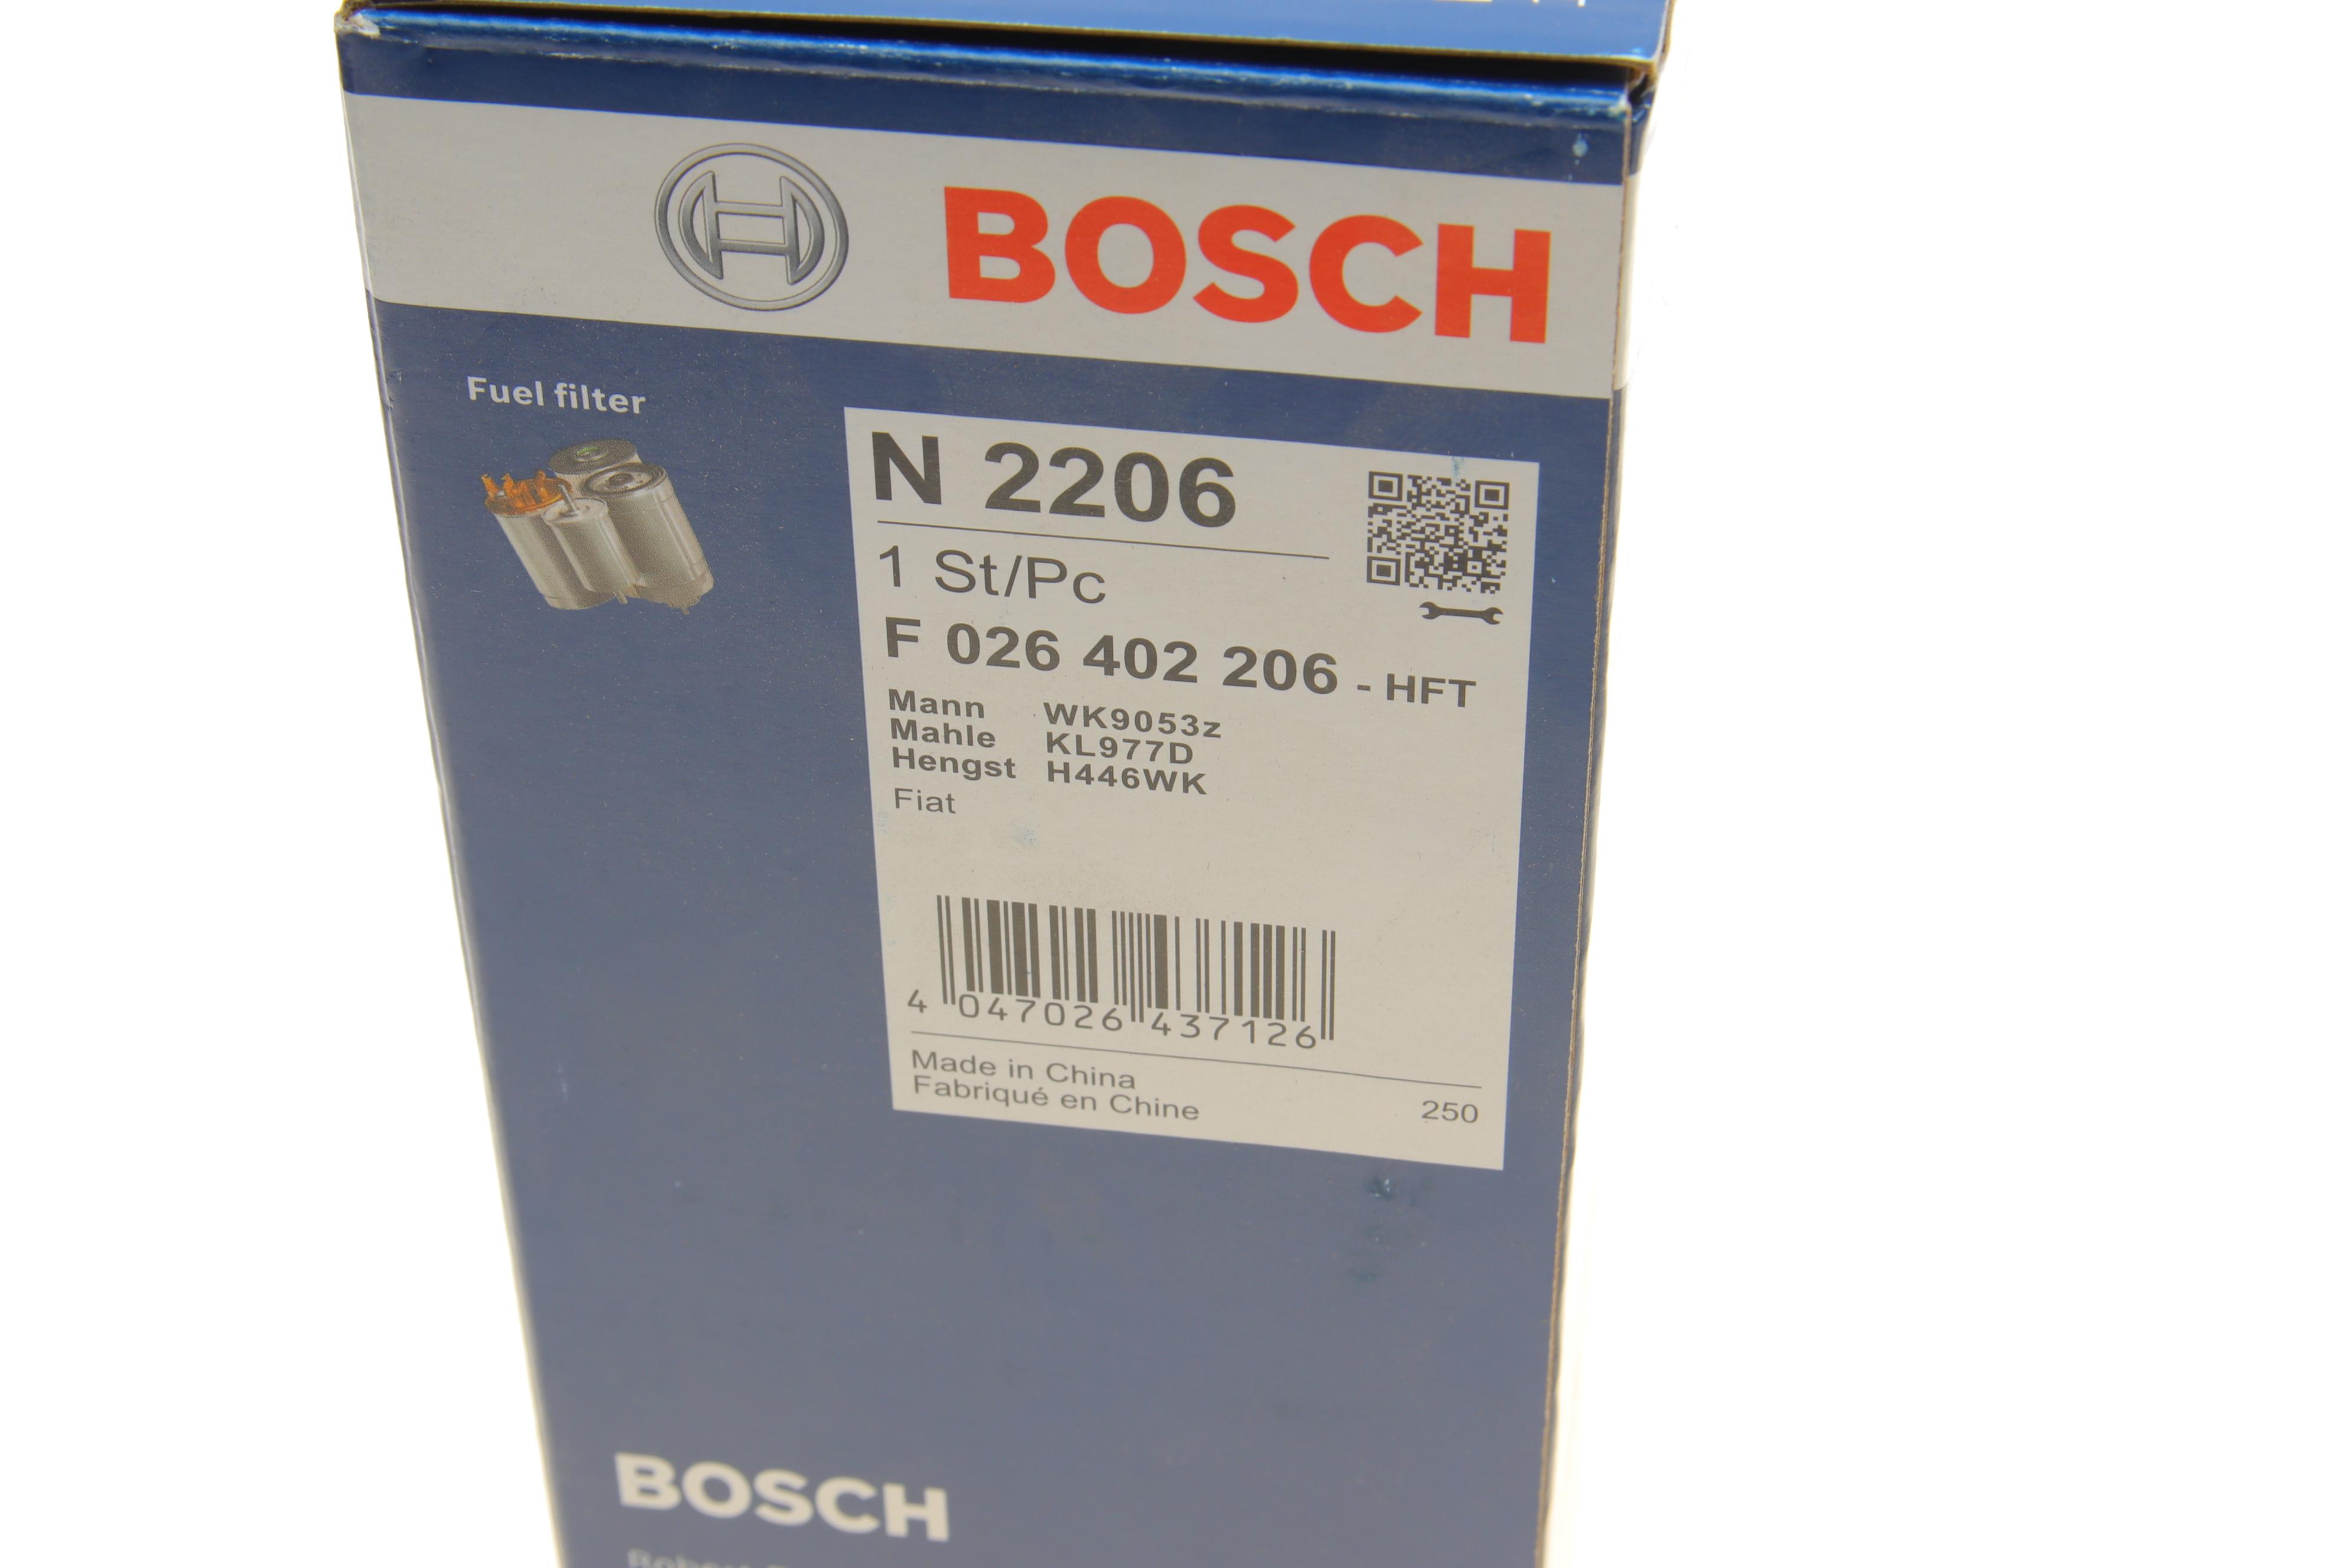 BOSCH
Fuel filter
N 2206
1 St/Pc
F 026 402 206 - HFT
Mann WK9053z
Mahle KL977D
Hengst H446WK
Fiat
4 047026 437126
Made in China
Fabriqué en Chine
250
BOSCH
Robert